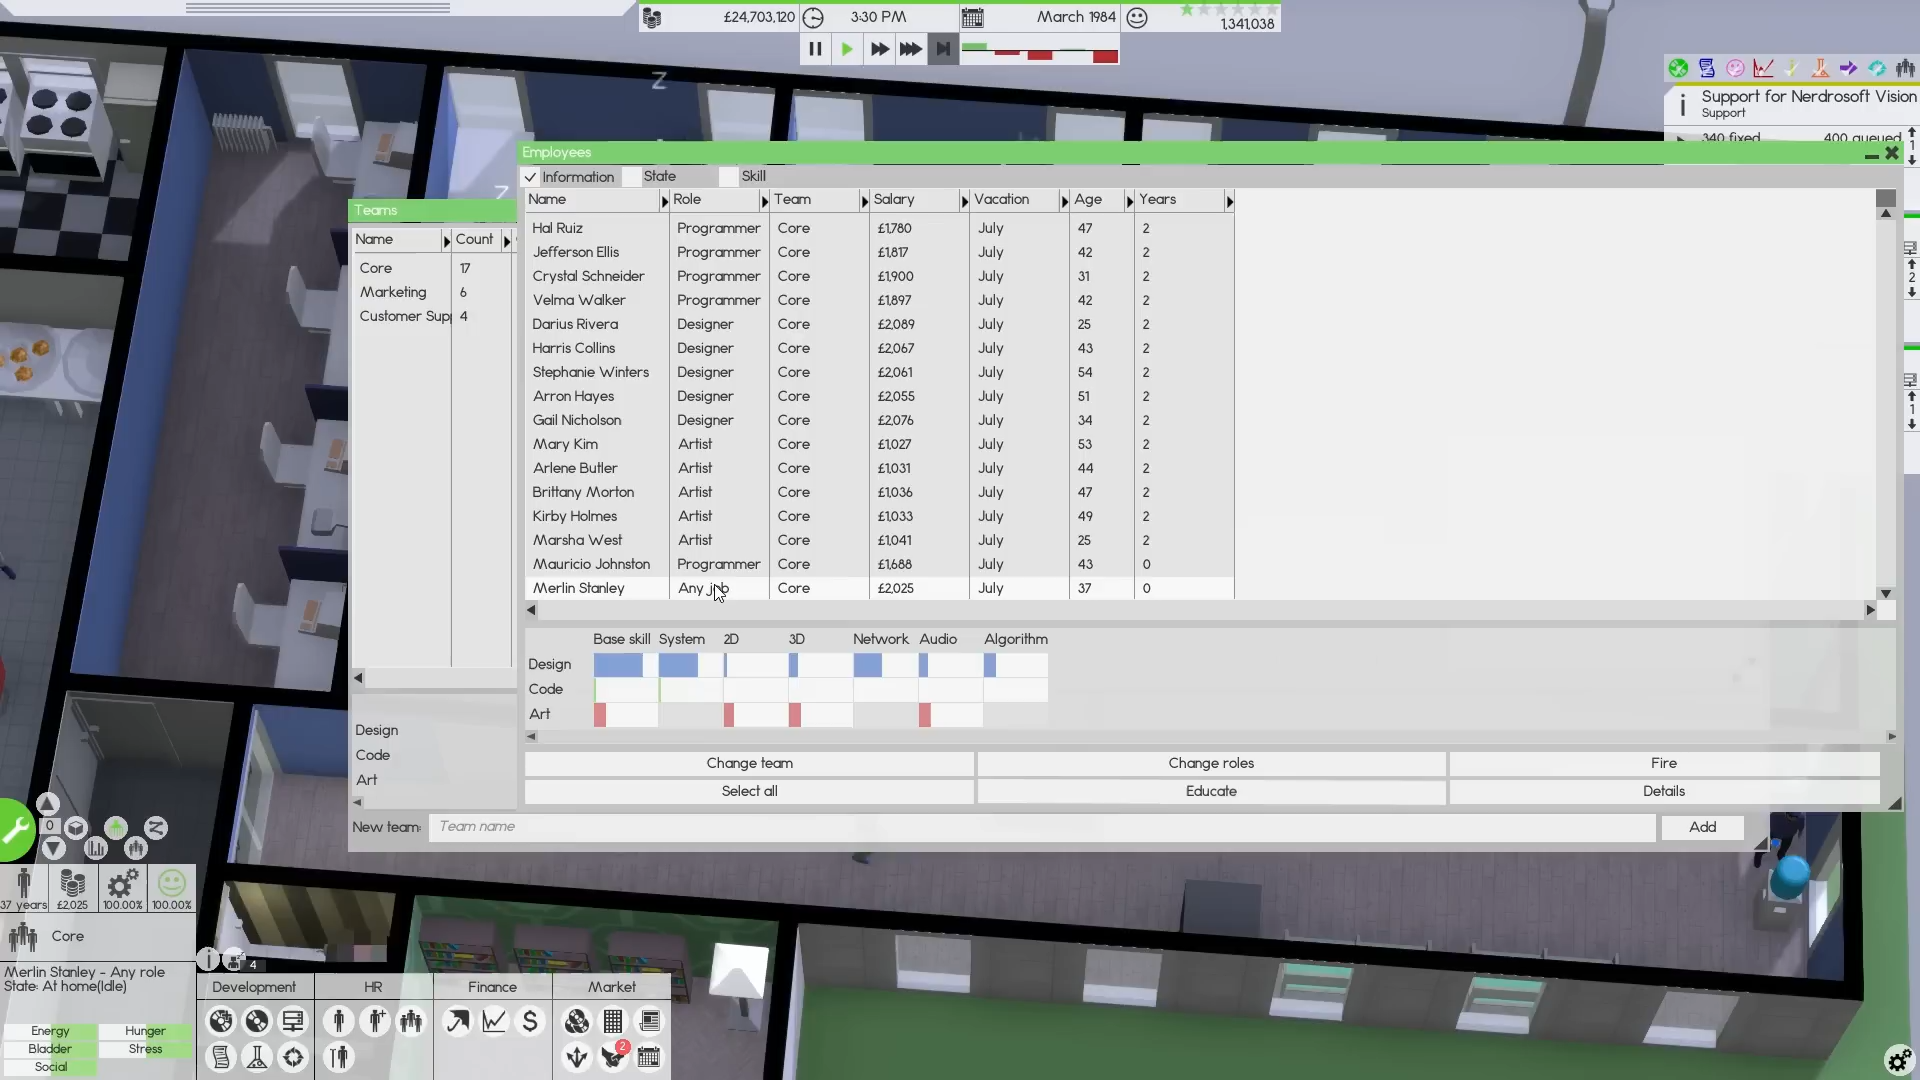 £24,703,120
3:30 PM
March 1984
1,341,038
Support for Nerdrosoft Vision
Support
340 fixed
400 queued
Employees
Information State Skill
Name Role Team Salary Vacation Age Years
Hal Ruiz Programmer Core £1,780 July 47 2
Jefferson Ellis Programmer Core £1,817 July 42 2
Crystal Schneider Programmer Core £1,900 July 31 2
Velma Walker Programmer Core £1,897 July 42 2
Darius Rivera Designer Core £2,089 July 25 2
Harris Collins Designer Core £2,067 July 43 2
Stephanie Winters Designer Core £2,061 July 54 2
Arron Hayes Designer Core £2,055 July 51 2
Gail Nicholson Designer Core £2,076 July 34 2
Mary Kim Artist Core £1,027 July 53 2
Arlene Butler Artist Core £1,031 July 44 2
Brittany Morton Artist Core £1,036 July 47 2
Kirby Holmes Artist Core £1,033 July 49 2
Marsha West Artist Core £1,041 July 25 2
Mauricio Johnston Programmer Core £1,688 July 43 0
Merlin Stanley Any job Core £2,025 July 37 0
Base skill System 2D 3D Network Audio Algorithm
Design
Code
Art
Change team Change roles Fire
Select all Educate Details
Teams
Name Count
Core 17
Marketing 6
Customer Supp 4
Design
Code
Art
New team: Team name Add
1
2
1
Z
Z
0
37 years £2,025 100.00% 100.00%
Core
Merlin Stanley - Any role
State: At home(Idle)
Energy Hunger
Bladder Stress
Social
4
Development HR Finance Market
2